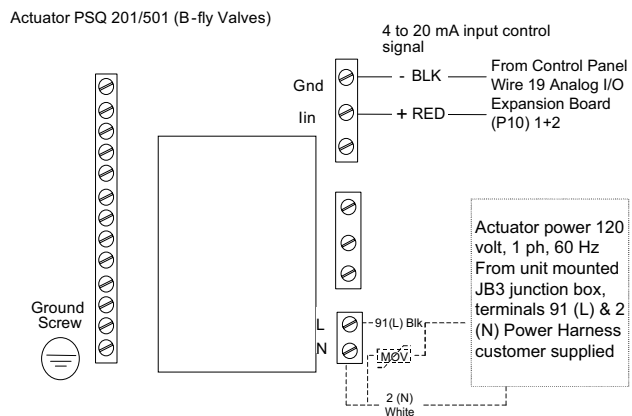 Actuator PSQ 201/501 (B-fly Valves)
4 to 20 mA input control
signal
Gnd
- BLK
From Control Panel
Wire 19 Analog I/O
Expansion Board
(P10) 1+2
Iin
+ RED
Actuator power 120
volt, 1 ph, 60 Hz
From unit mounted
JB3 junction box,
terminals 91 (L) & 2
(N) Power Harness
customer supplied
Ground
Screw
L
91(L) Blk
N
MOV
2 (N)
White